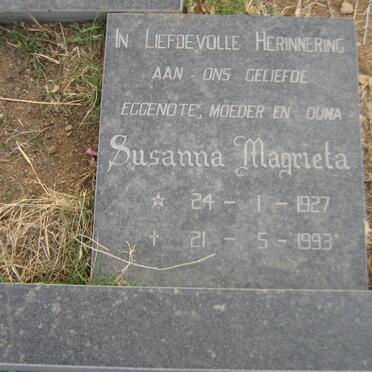 In Liefdevolle Herinnering
aan ons geliefde
eggenote, moeder en ouma
Susanna Magrieta
☆ 24 - 1 - 1927
✝ 21 - 5 - 1993